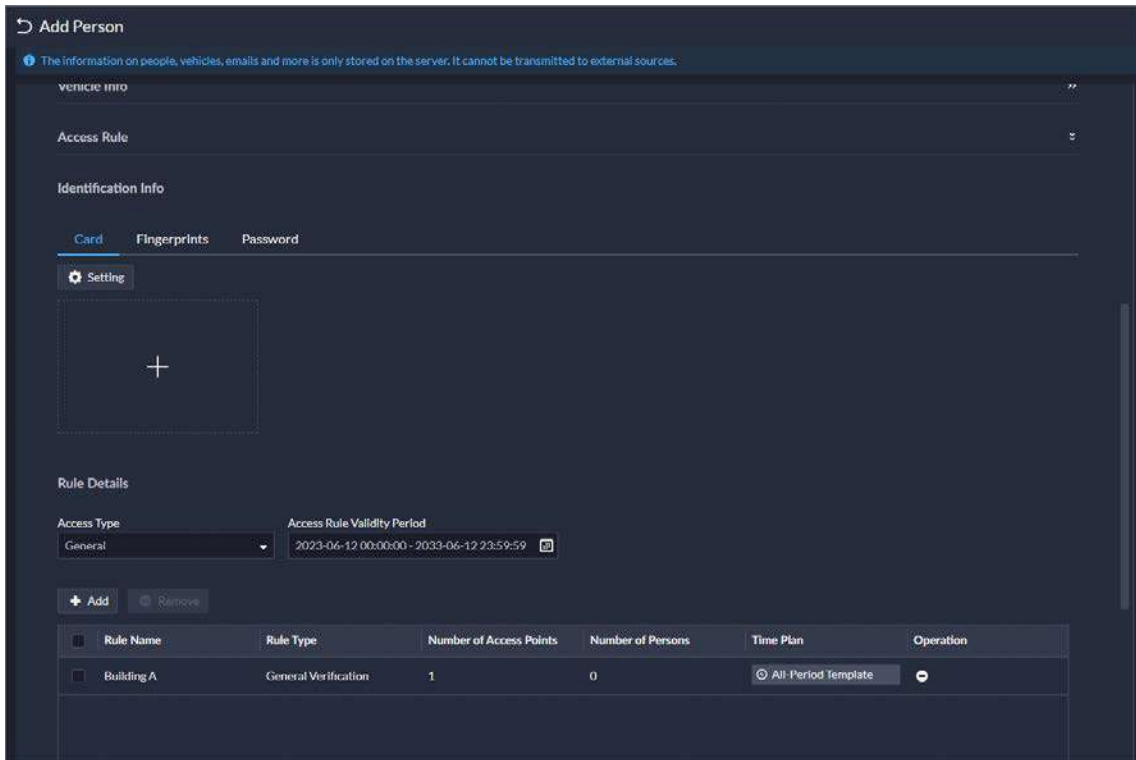 Add Person
The information on people, vehicles, emails and more is only stored on the server. It cannot be transmitted to external sources.
Vehicle Info
Access Rule
Identification Info
Card Fingerprints Password
Setting
Rule Details
Access Type Access Rule Validity Period
General 2023-06-12 00:00:00 - 2033-06-12 23:59:59
Add Remove
Rule Name Rule Type Number of Access Points Number of Persons Time Plan Operation
Building A General Verification 1 0 All-Period Template